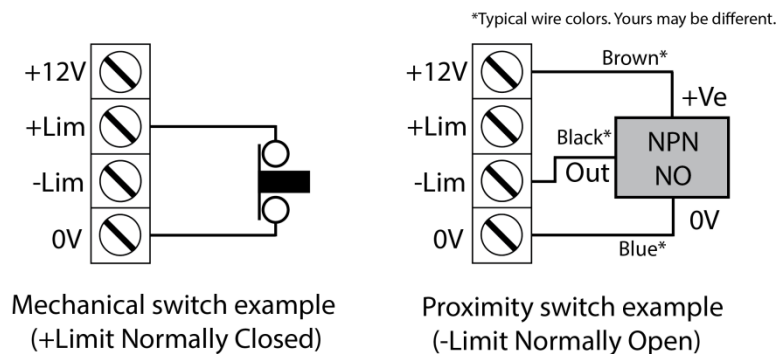 *Typical wire colors. Yours may be different.
+12V
+Lim
-Lim
0V
Mechanical switch example
(+Limit Normally Closed)
+12V
+Lim
-Lim
0V
Brown*
+Ve
Black*
Out
NPN
NO
0V
Blue*
Proximity switch example
(-Limit Normally Open)